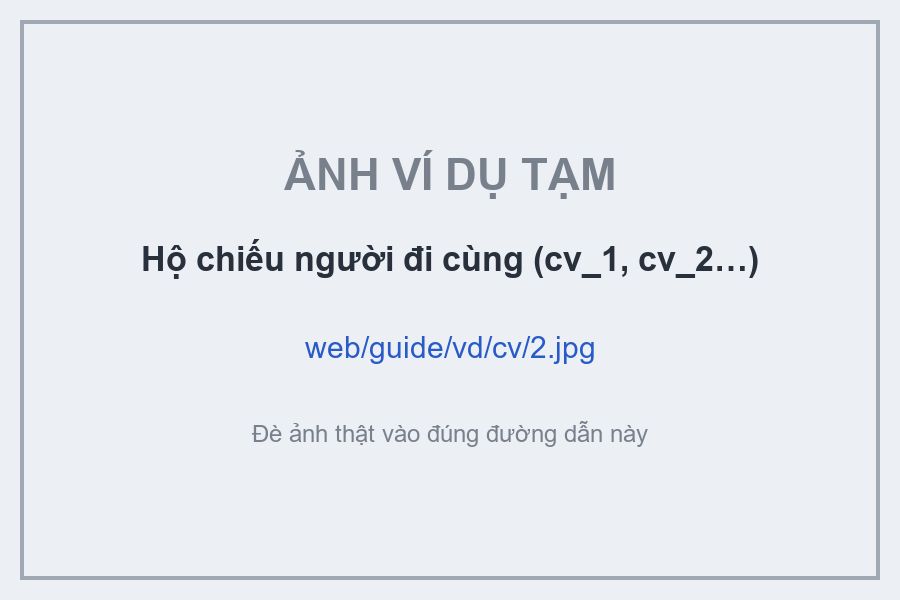 ẢNH VÍ DỤ TẠM
Hộ chiếu người đi cùng (cv_1, cv_2…)
web/guide/vd/cv/2.jpg
Đè ảnh thật vào đúng đường dẫn này